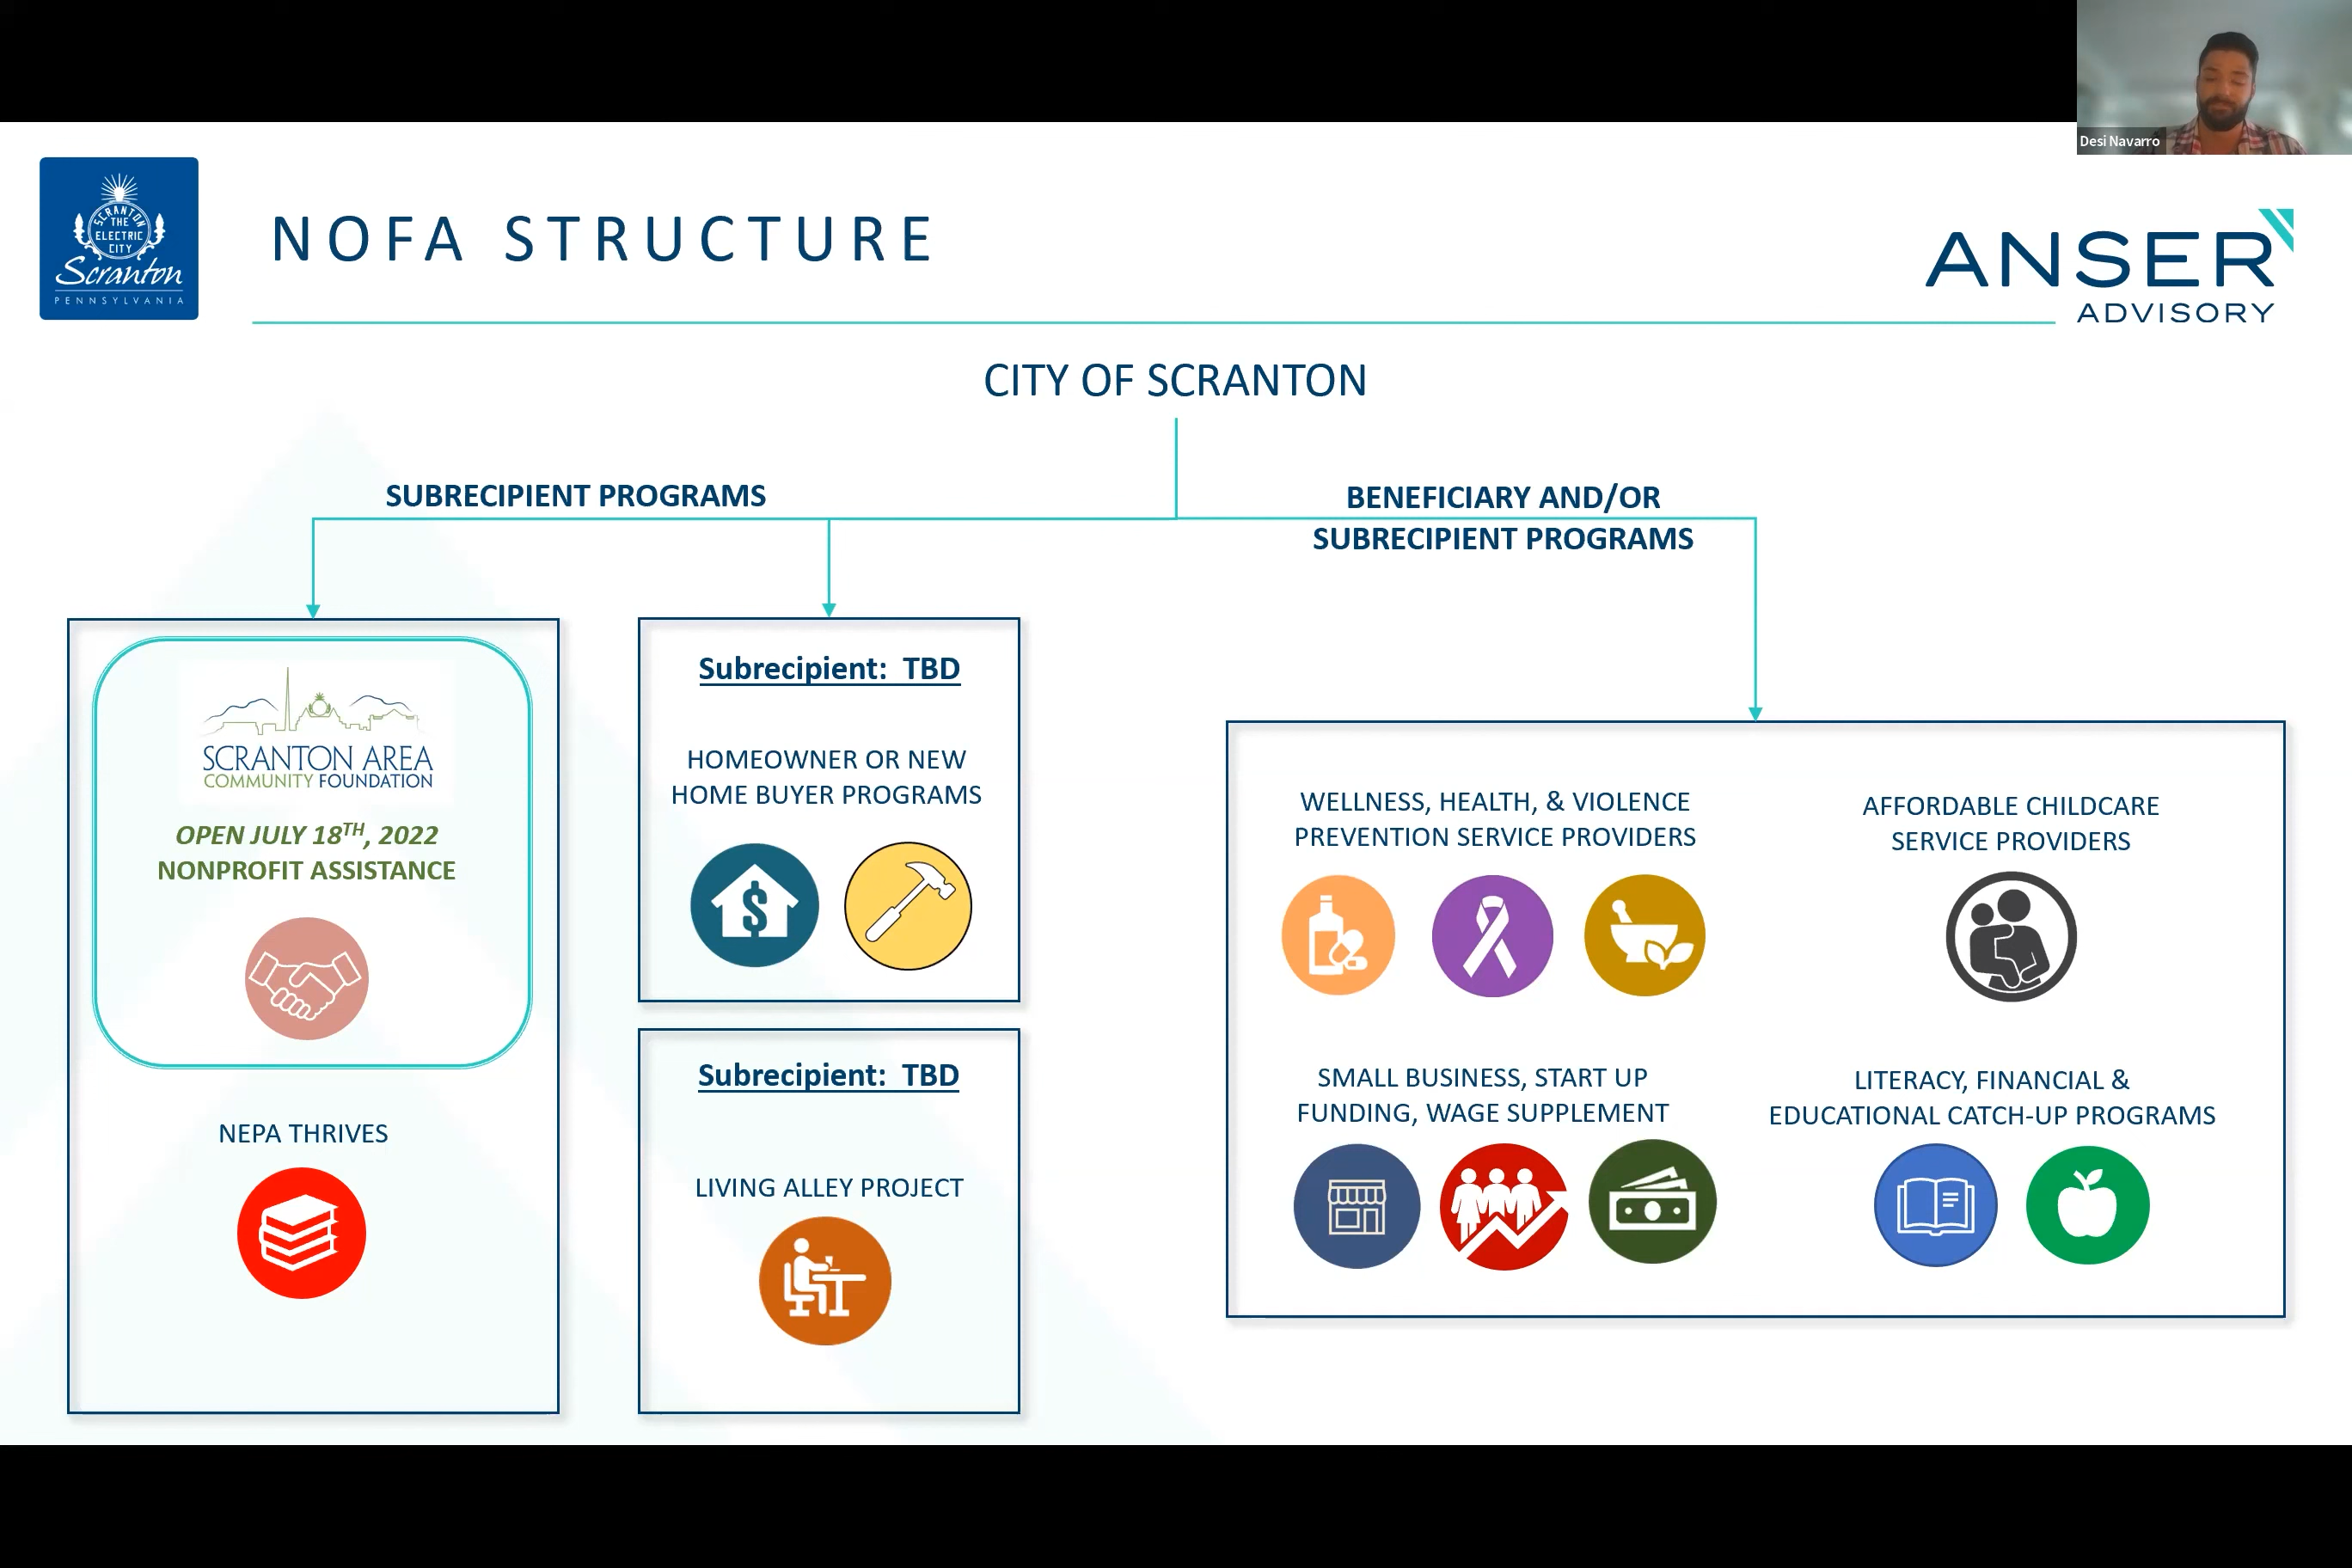 Desi Navarro
SCRANTON
THE
ELECTRIC
CITY
Scranton
PENNSYLVANIA
NOFA STRUCTURE
ANSER
ADVISORY
CITY OF SCRANTON
SUBRECIPIENT PROGRAMS
BENEFICIARY AND/OR
SUBRECIPIENT PROGRAMS
SCRANTON AREA
COMMUNITY FOUNDATION
OPEN JULY 18TH, 2022
NONPROFIT ASSISTANCE
NEPA THRIVES
Subrecipient: TBD
HOMEOWNER OR NEW
HOME BUYER PROGRAMS
$
Subrecipient: TBD
LIVING ALLEY PROJECT
WELLNESS, HEALTH, & VIOLENCE
PREVENTION SERVICE PROVIDERS
AFFORDABLE CHILDCARE
SERVICE PROVIDERS
SMALL BUSINESS, START UP
FUNDING, WAGE SUPPLEMENT
LITERACY, FINANCIAL &
EDUCATIONAL CATCH-UP PROGRAMS